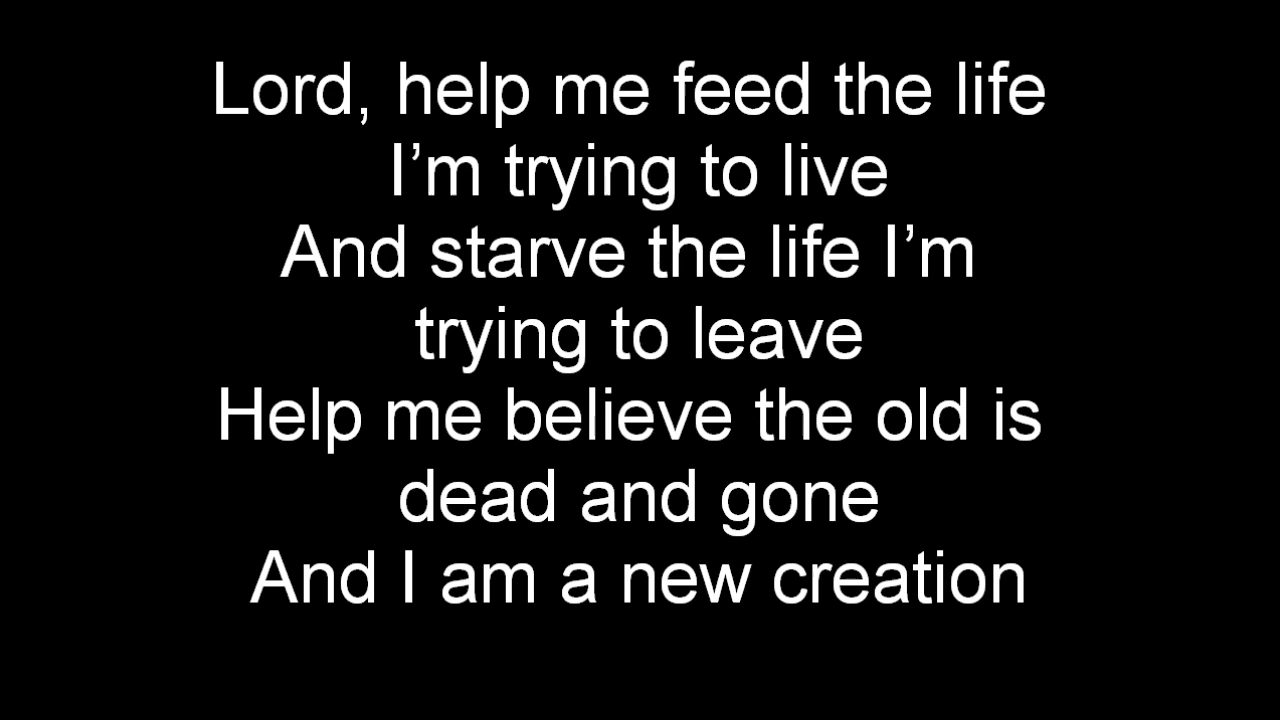 Lord, help me feed the life
I’m trying to live
And starve the life I’m
trying to leave
Help me believe the old is
dead and gone
And I am a new creation